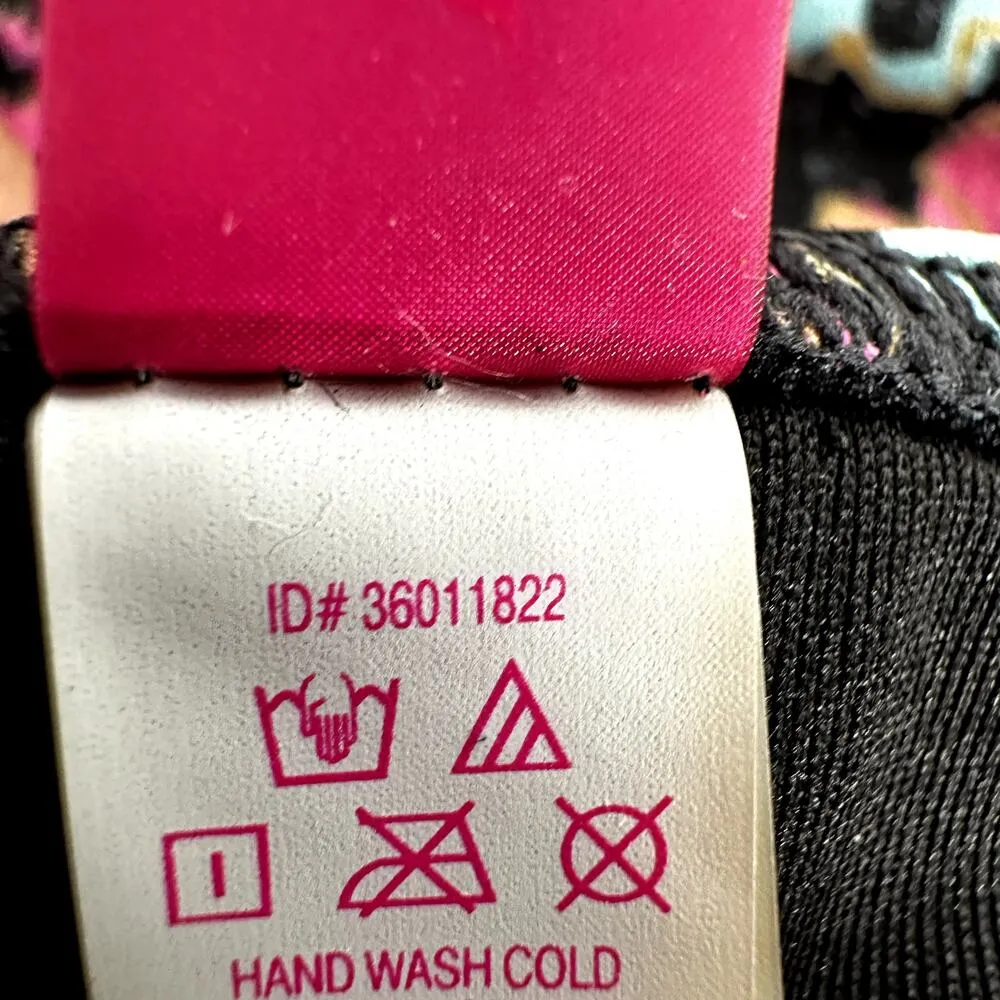 ID# 36011822
HAND WASH COLD